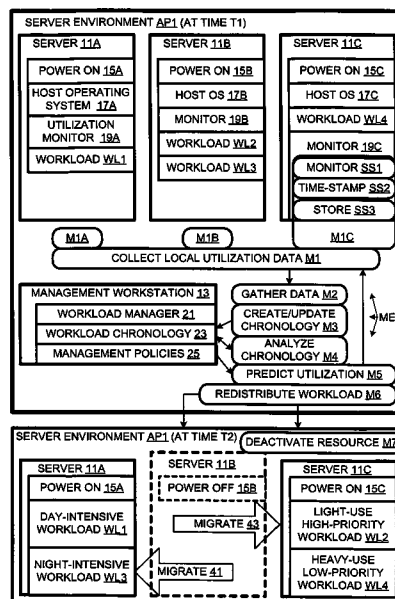 SERVER ENVIRONMENT AP1 (AT TIME T1)
SERVER 11A
POWER ON 15A
HOST OPERATING
SYSTEM 17A
UTILIZATION
MONITOR 19A
WORKLOAD WL1
SERVER 11B
POWER ON 15B
HOST OS 17B
MONITOR 19B
WORKLOAD WL2
WORKLOAD WL3
SERVER 11C
POWER ON 15C
HOST OS 17C
WORKLOAD WL4
MONITOR 19C
MONITOR SS1
TIME-STAMP SS2
STORE SS3
M1A
M1B
M1C
COLLECT LOCAL UTILIZATION DATA M1
MANAGEMENT WORKSTATION 13
WORKLOAD MANAGER 21
WORKLOAD CHRONOLOGY 23
MANAGEMENT POLICIES 25
GATHER DATA M2
CREATE/UPDATE
CHRONOLOGY M3
ANALYZE
CHRONOLOGY M4
PREDICT UTILIZATION M5
REDISTRIBUTE WORKLOAD M6
SERVER ENVIRONMENT AP1 (AT TIME T2)
DEACTIVATE RESOURCE M7
SERVER 11A
POWER ON 15A
DAY-INTENSIVE
WORKLOAD WL1
NIGHT-INTENSIVE
WORKLOAD WL3
SERVER 11B
POWER OFF 15B
MIGRATE 43
MIGRATE 41
SERVER 11C
POWER ON 15C
LIGHT-USE
HIGH-PRIORITY
WORKLOAD WL2
HEAVY-USE
LOW-PRIORITY
WORKLOAD WL4